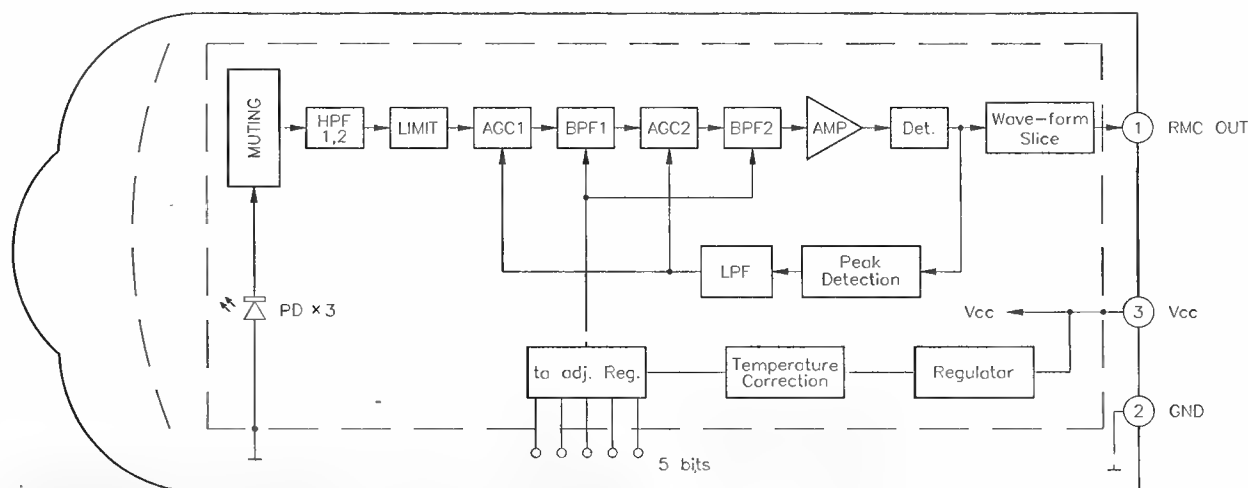 MUTING
HPF
1,2
LIMIT
AGC1
BPF1
AGC2
BPF2
AMP
Det.
Wave-form
Slice
1
RMC OUT
LPF
Peak
Detection
PD × 3
Vcc
3
Vcc
to adj. Reg.
Temperature
Correction
Regulator
2
GND
5 bits